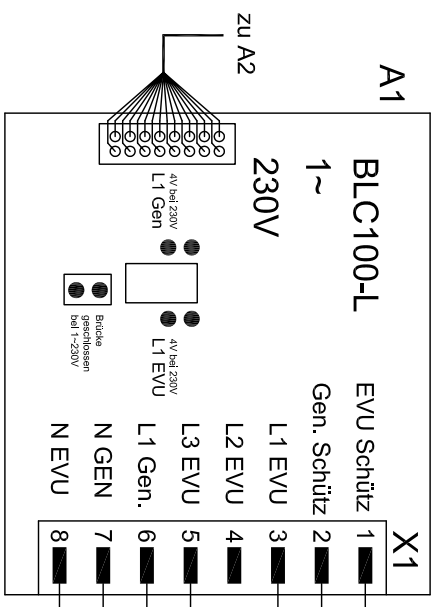 zu A2
A1
BLC100-L
1~
230V
4V bei 230V
L1 Gen
4V bei 230V
L1 EVU
Brücke
geschlossen
bei 1~230V
X1
EVU Schütz 1
Gen. Schütz 2
L1 EVU 3
L2 EVU 4
L3 EVU 5
L1 Gen. 6
N GEN 7
N EVU 8